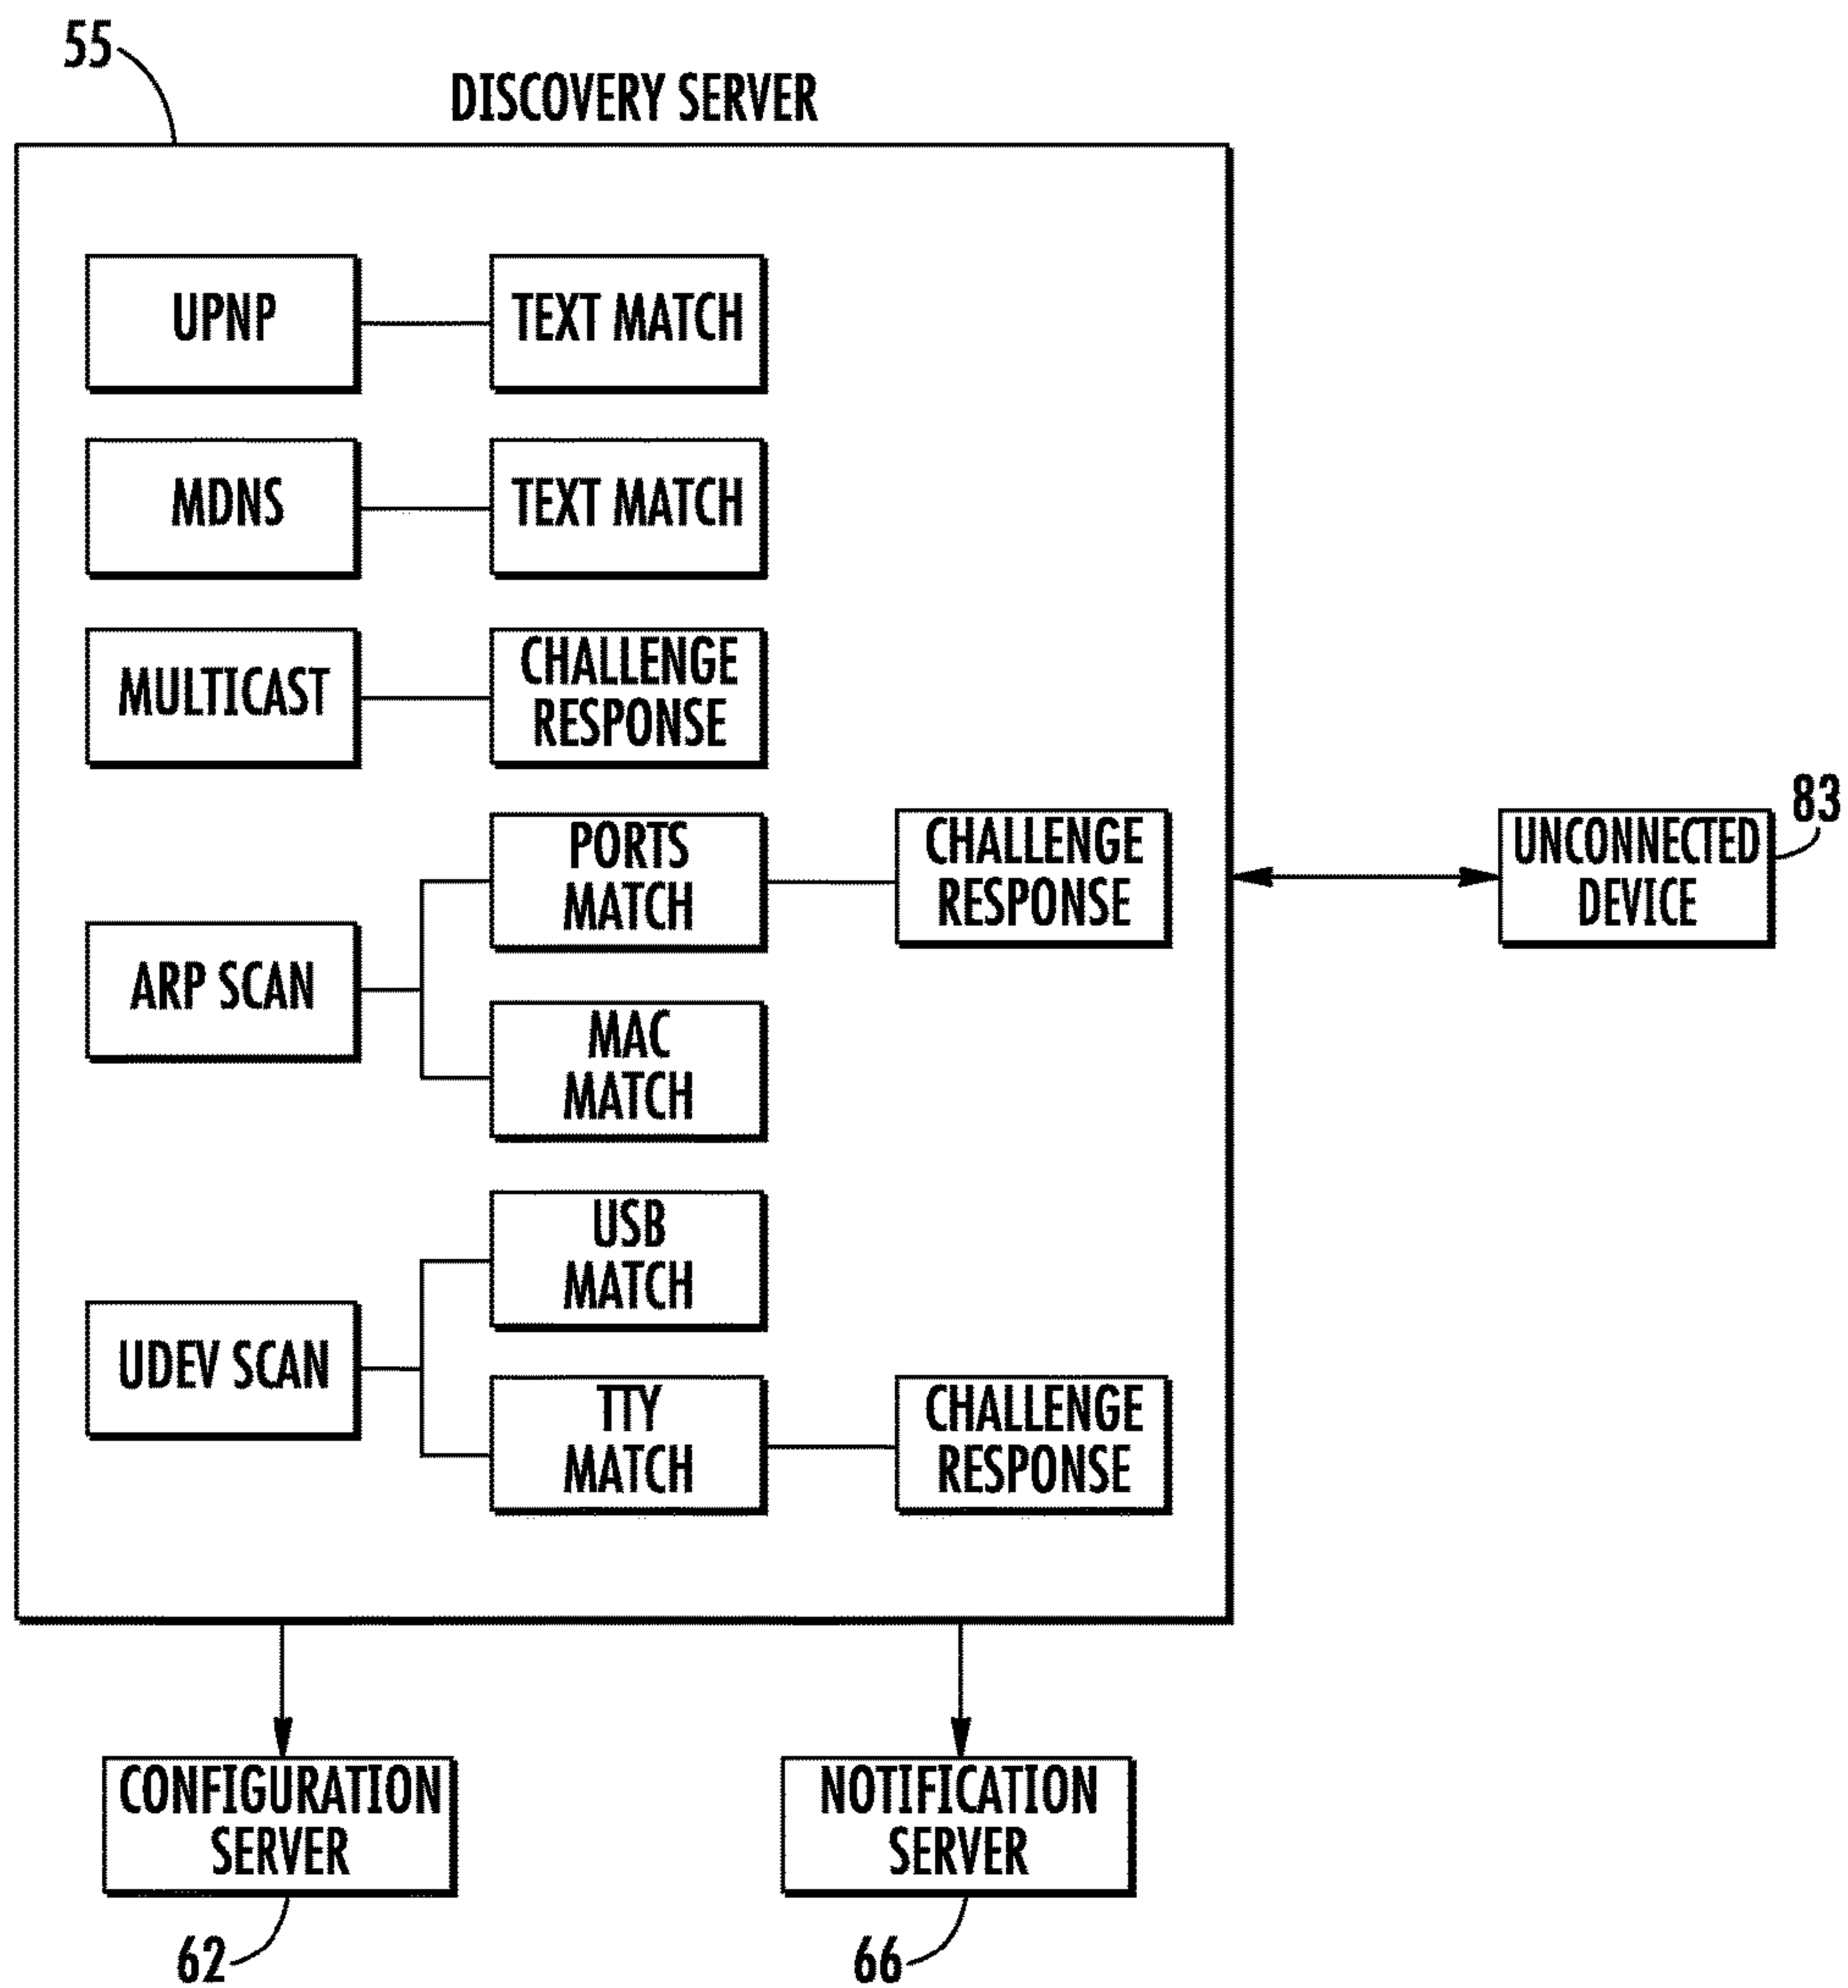 55
DISCOVERY SERVER
UPNP
TEXT MATCH
MDNS
TEXT MATCH
MULTICAST
CHALLENGE
RESPONSE
ARP SCAN
PORTS
MATCH
CHALLENGE
RESPONSE
MAC
MATCH
UDEV SCAN
USB
MATCH
TTY
MATCH
CHALLENGE
RESPONSE
83
UNCONNECTED
DEVICE
CONFIGURATION
SERVER
62
NOTIFICATION
SERVER
66